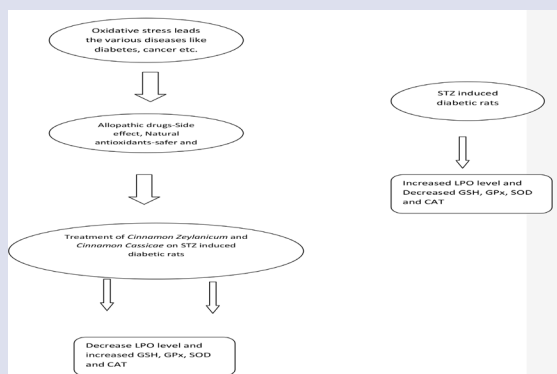 Oxidative stress leads
the various diseases like
diabetes, cancer etc.
Allopathic drugs-Side
effect, Natural
antioxidants-safer and
Treatment of Cinnamon Zeylanicum and
Cinnamon Cassicae on STZ induced
diabetic rats
Decrease LPO level and
increased GSH, GPx, SOD
and CAT
STZ induced
diabetic rats
Increased LPO level and
Decreased GSH, GPx, SOD
and CAT